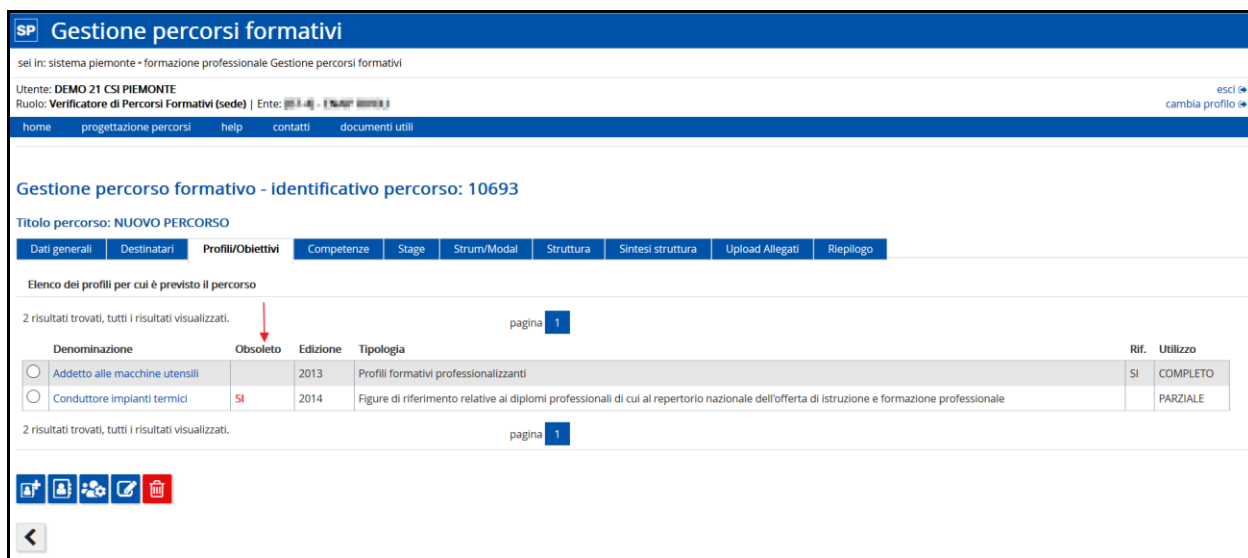 SP Gestione percorsi formativi
sei in: sistema piemonte » formazione professionale Gestione percorsi formativi
Utente: DEMO 21 CSI PIEMONTE esci
Ruolo: Verificatore di Percorsi Formativi (sede) | Ente: cambia profilo
home progettazione percorsi help contatti documenti utili
Gestione percorso formativo - identificativo percorso: 10693
Titolo percorso: NUOVO PERCORSO
Dati generali Destinatari Profili/Obiettivi Competenze Stage Strum/Modal Struttura Sintesi struttura Upload Allegati Riepilogo
Elenco dei profili per cui è previsto il percorso
2 risultati trovati, tutti i risultati visualizzati. pagina 1
Denominazione Obsoleto Edizione Tipologia Rif. Utilizzo
Addetto alle macchine utensili 2013 Profili formativi professionalizzanti SI COMPLETO
Conduttore impianti termici SI 2014 Figure di riferimento relative ai diplomi professionali di cui al repertorio nazionale dell'offerta di istruzione e formazione professionale PARZIALE
2 risultati trovati, tutti i risultati visualizzati. pagina 1